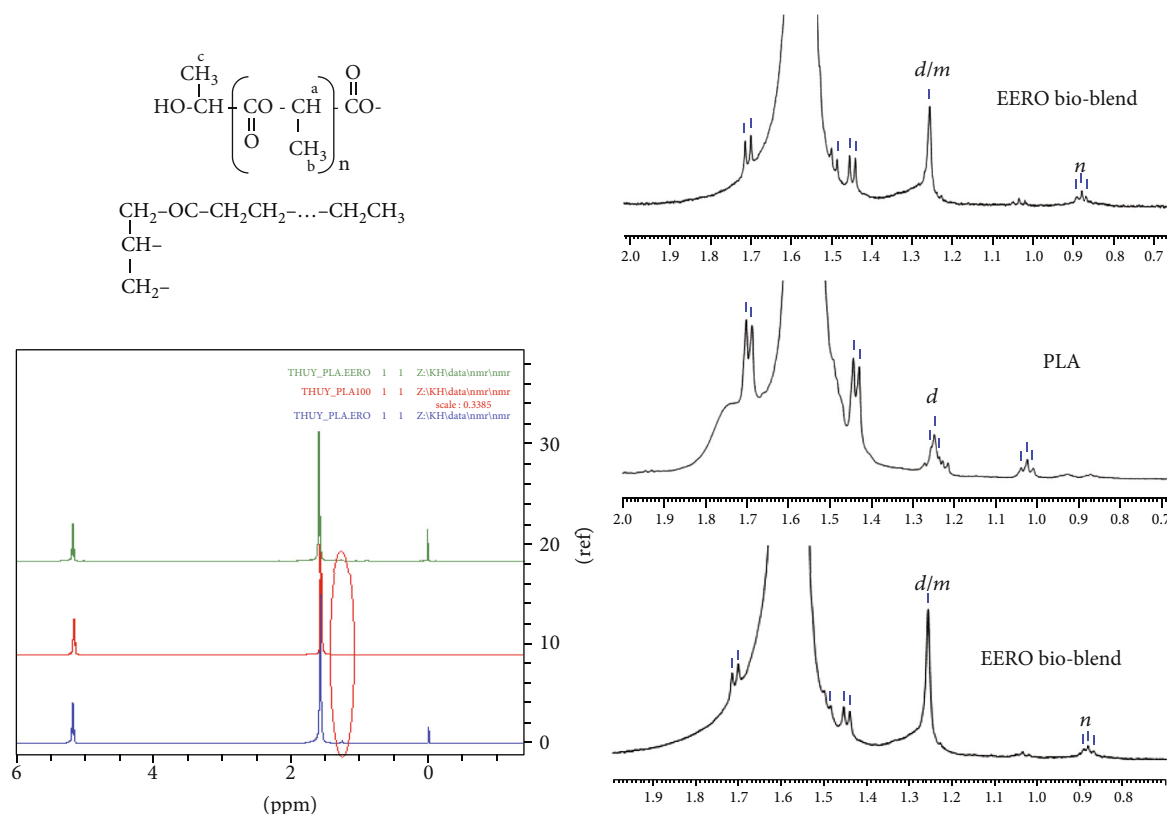 c
CH3
O
a
HO-CH
CO - CH
CO-
O
CH3
b
n
CH2–OC–CH2CH2–…–CH2CH3
CH–
CH2–
THUY_PLA.EERO 1 1 Z:\KH\data\nmr\nmr
THUY_PLA100 1 1 Z:\KH\data\nmr\nmr
scale : 0.3385
THUY_PLA.ERO 1 1 Z:\KH\data\nmr\nmr
30
20
10
0
(ref)
6 4 2 0
(ppm)
d/m
EERO bio-blend
n
2.0 1.8 1.7 1.6 1.5 1.4 1.3 1.2 1.1 1.0 0.9 0.8 0.7
PLA
d
2.0 1.8 1.7 1.6 1.5 1.4 1.3 1.2 1.1 1.0 0.9 0.8 0.7
d/m
EERO bio-blend
n
1.9 1.8 1.7 1.6 1.5 1.4 1.3 1.2 1.1 1.0 0.9 0.8